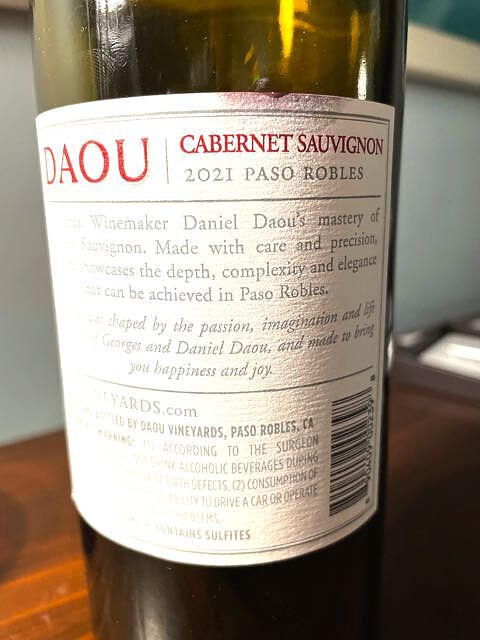 DAOU
CABERNET SAUVIGNON
2021 PASO ROBLES
Winemaker Daniel Daou's mastery of
Sauvignon. Made with care and precision,
showcases the depth, complexity and elegance
that can be achieved in Paso Robles.
was shaped by the passion, imagination and life
of Georges and Daniel Daou, and made to bring
you happiness and joy.
VINEYARDS.com
AND BOTTLED BY DAOU VINEYARDS, PASO ROBLES, CA
WARNING: (1) ACCORDING TO THE SURGEON
NOT DRINK ALCOHOLIC BEVERAGES DURING
OF BIRTH DEFECTS. (2) CONSUMPTION OF
ABILITY TO DRIVE A CAR OR OPERATE
PROBLEMS.
CONTAINS SULFITES